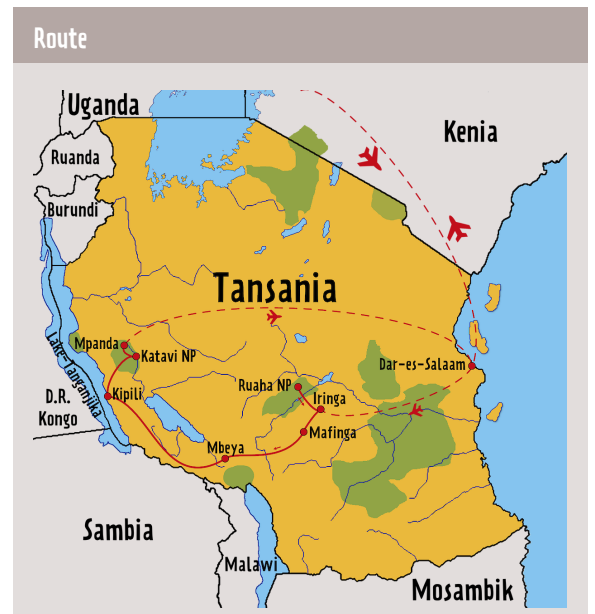 Route
Uganda
Kenia
Ruanda
Burundi
Tansania
Mpanda
Katavi NP
Lake-Tanganjika
Dar-es-Salaam
Ruaha NP
Kipili
Iringa
D.R.
Kongo
Mafinga
Mbeya
Sambia
Malawi
Mosambik